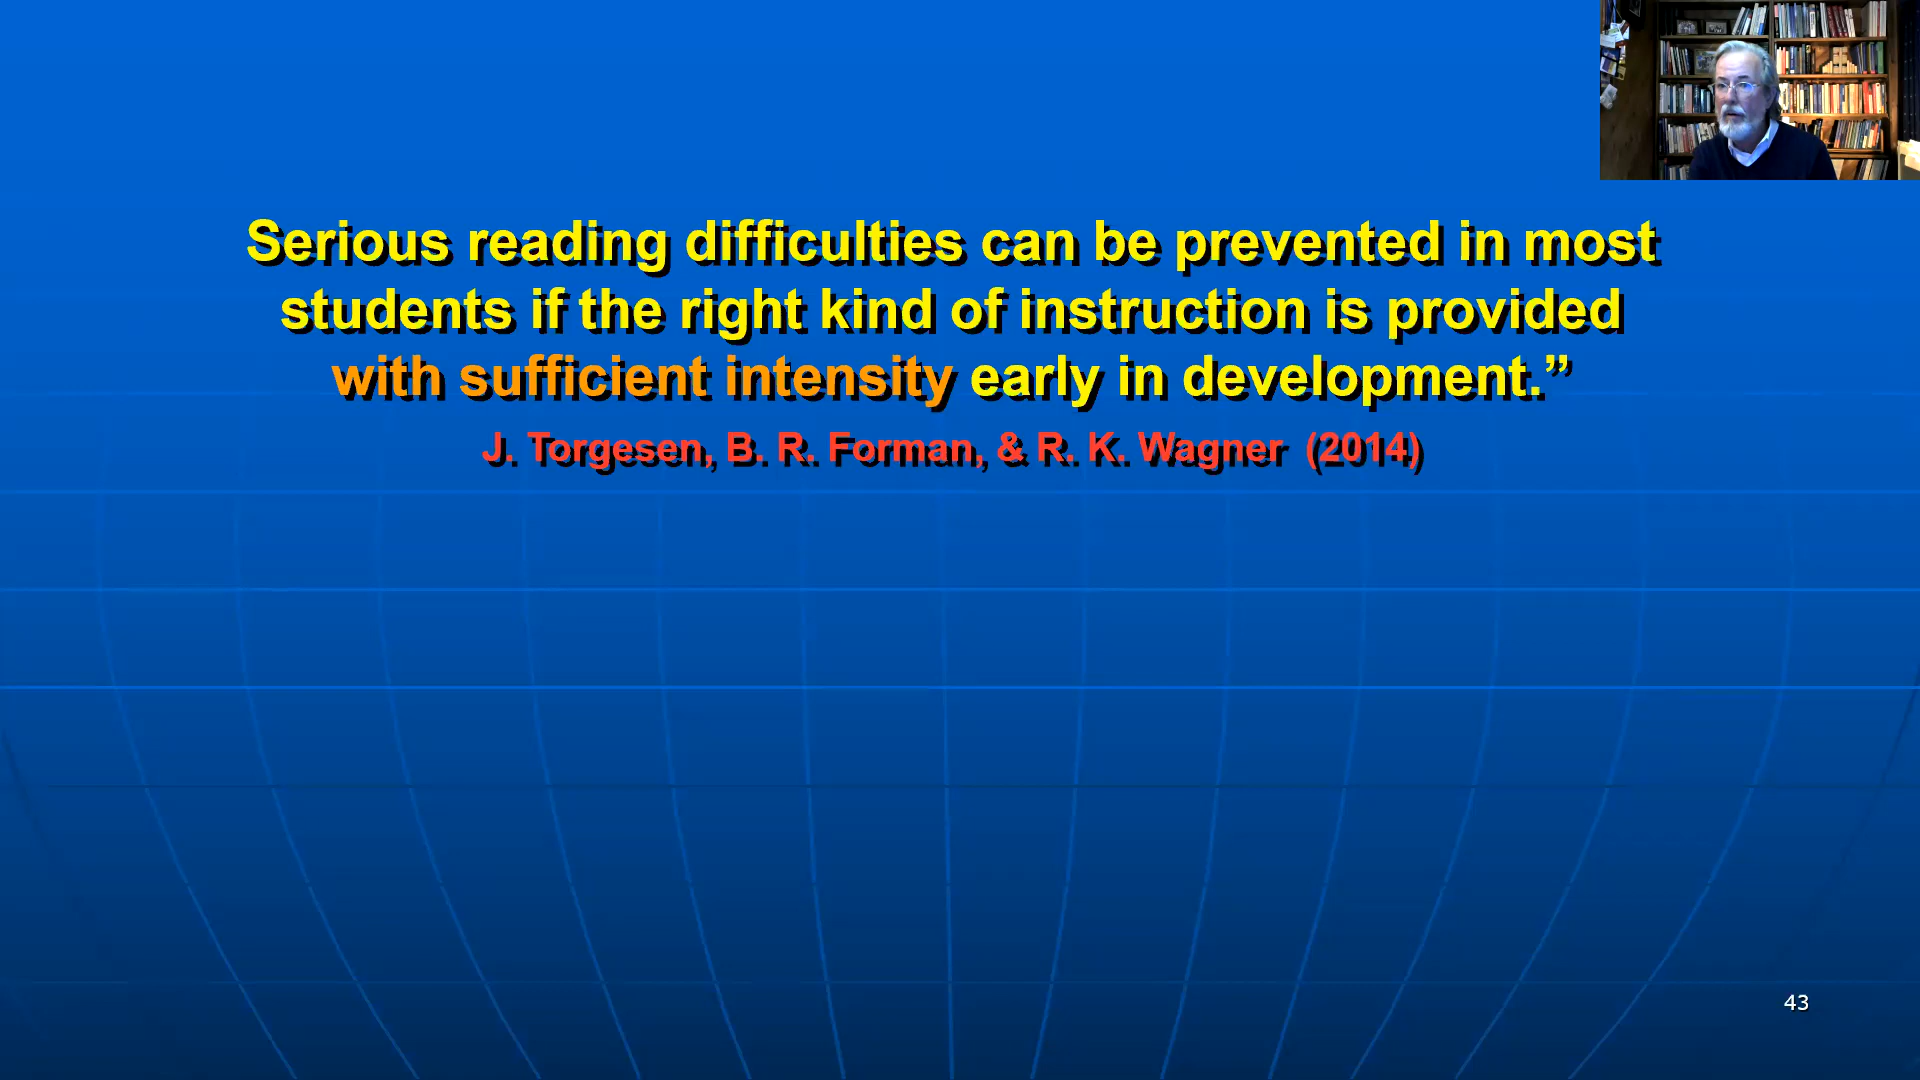 Serious reading difficulties can be prevented in most
students if the right kind of instruction is provided
with sufficient intensity early in development.”
J. Torgesen, B. R. Forman, & R. K. Wagner (2014)
43